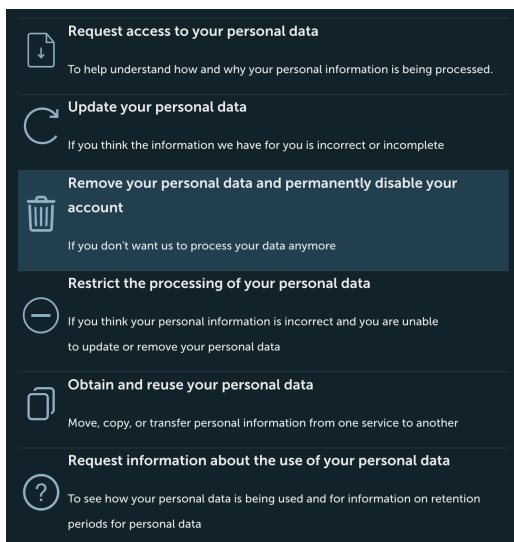 Request access to your personal data
To help understand how and why your personal information is being processed.
Update your personal data
If you think the information we have for you is incorrect or incomplete
Remove your personal data and permanently disable your
account
If you don't want us to process your data anymore
Restrict the processing of your personal data
If you think your personal information is incorrect and you are unable
to update or remove your personal data
Obtain and reuse your personal data
Move, copy, or transfer personal information from one service to another
Request information about the use of your personal data
To see how your personal data is being used and for information on retention
periods for personal data